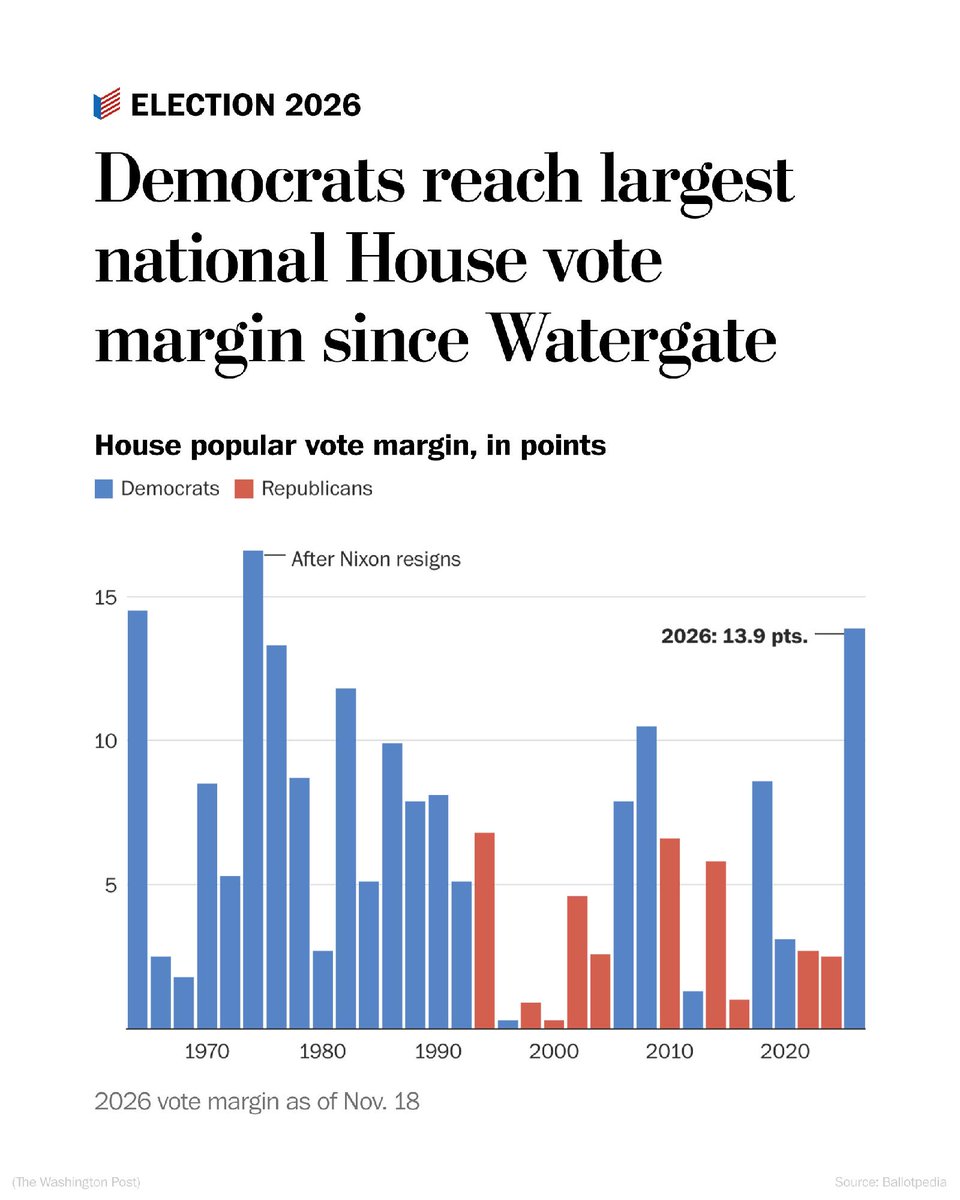 ELECTION 2026
Democrats reach largest
national House vote
margin since Watergate
House popular vote margin, in points
Democrats Republicans
After Nixon resigns
15
2026: 13.9 pts.
10
5
1970 1980 1990 2000 2010 2020
2026 vote margin as of Nov. 18
(The Washington Post) Source: Ballotpedia